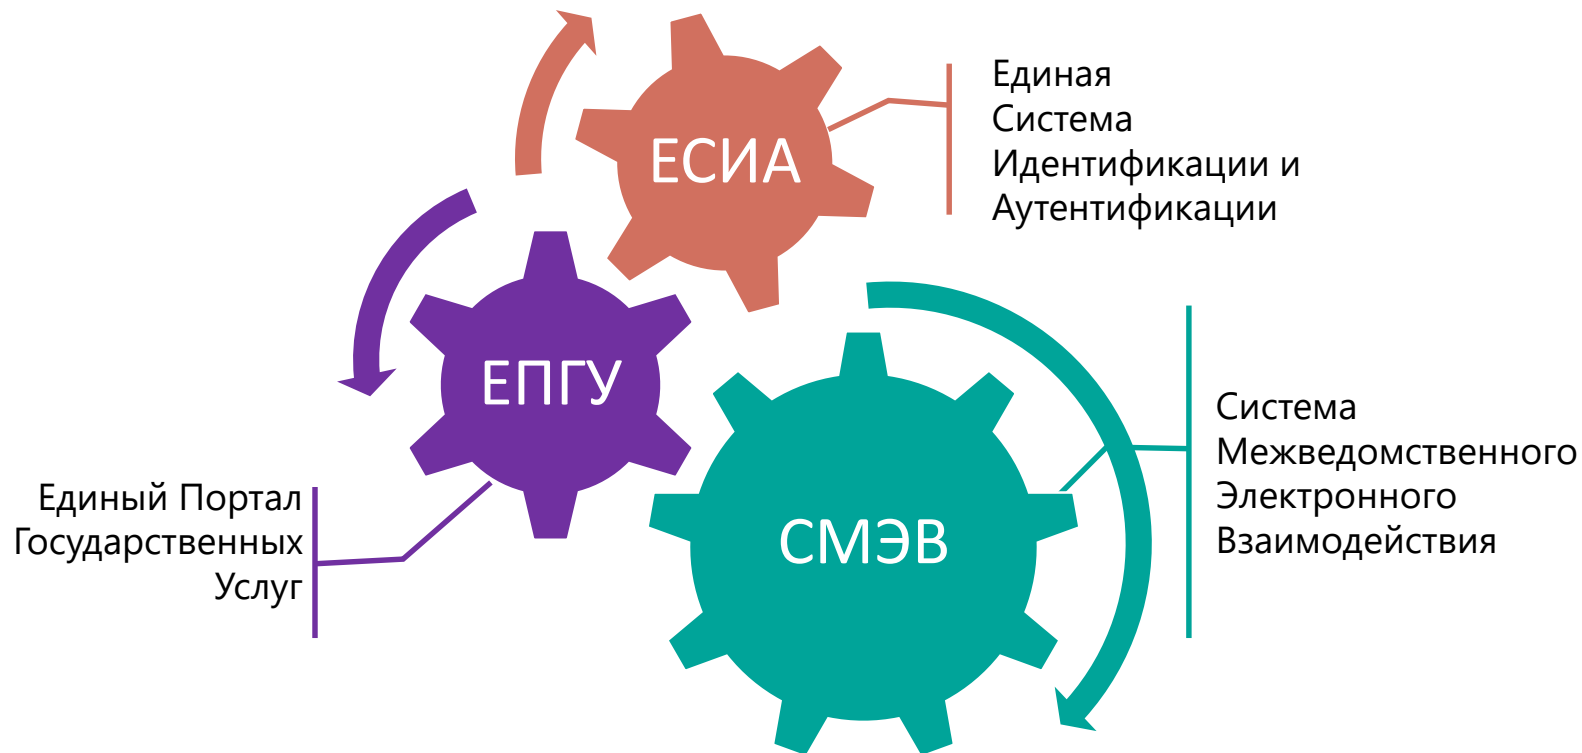 ЕСИА
Единая
Система
Идентификации и
Аутентификации
ЕПГУ
Единый Портал
Государственных
Услуг
СМЭВ
Система
Межведомственного
Электронного
Взаимодействия